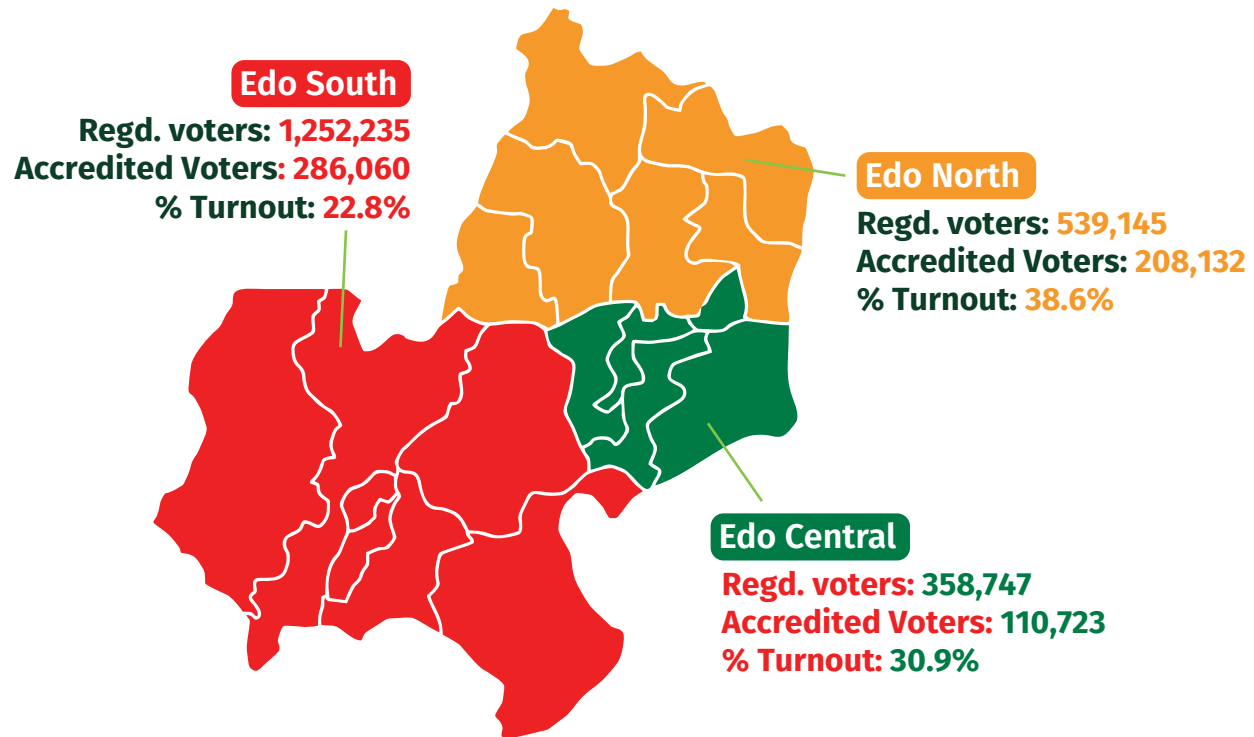 Edo South
Regd. voters: 1,252,235
Accredited Voters: 286,060
% Turnout: 22.8%
Edo North
Regd. voters: 539,145
Accredited Voters: 208,132
% Turnout: 38.6%
Edo Central
Regd. voters: 358,747
Accredited Voters: 110,723
% Turnout: 30.9%